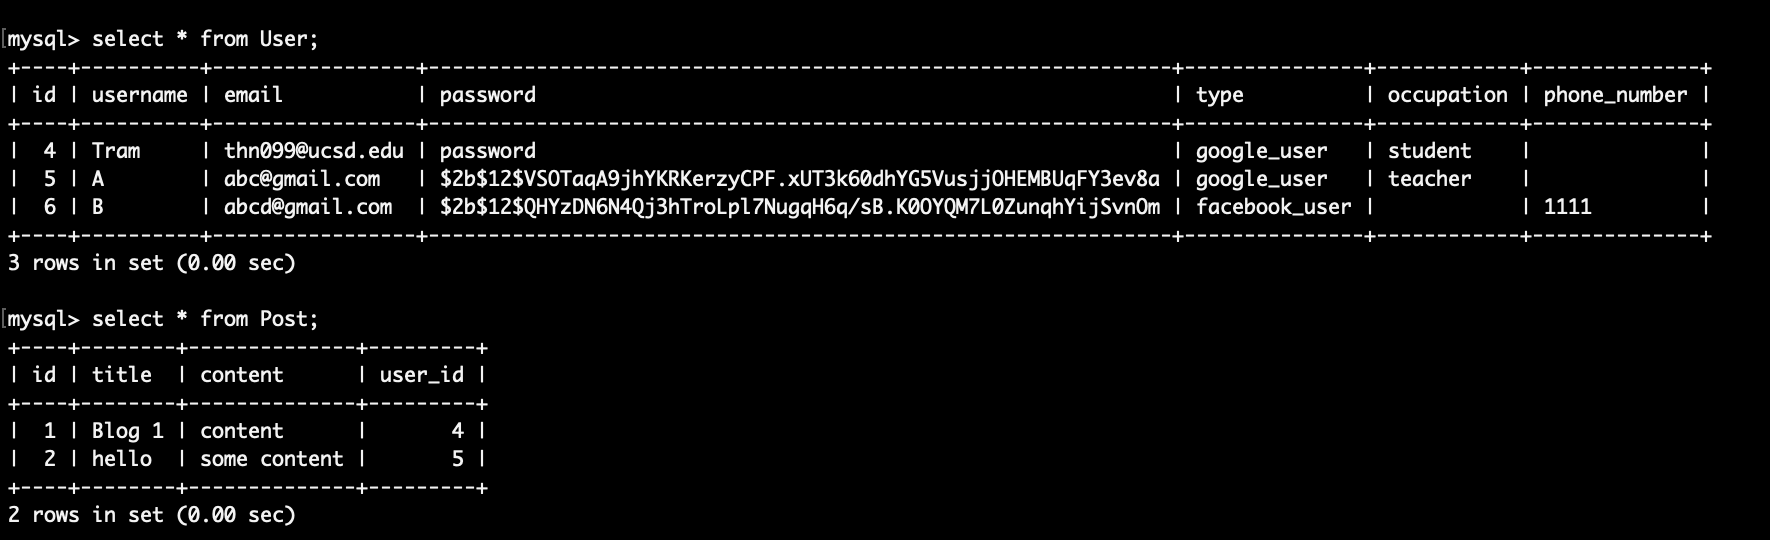 mysql> select * from User;
+----+----------+-----------------+--------------------------------------------------------------+---------------+------------+--------------+
| id | username | email           | password                                                     | type          | occupation | phone_number |
+----+----------+-----------------+--------------------------------------------------------------+---------------+------------+--------------+
|  4 | Tram     | thn099@ucsd.edu | password                                                     | google_user   | student    |              |
|  5 | A        | abc@gmail.com   | $2b$12$VSOTaqA9jhYKRKerzyCPF.xUT3k60dhYG5VusjjOHEMBUqFY3ev8a | google_user   | teacher    |              |
|  6 | B        | abcd@gmail.com  | $2b$12$QHYzDN6N4Qj3hTroLpl7NugqH6q/sB.K0OYQM7L0ZunqhYijSvnOm | facebook_user |            | 1111         |
+----+----------+-----------------+--------------------------------------------------------------+---------------+------------+--------------+
3 rows in set (0.00 sec)
mysql> select * from Post;
+----+--------+--------------+---------+
| id | title  | content      | user_id |
+----+--------+--------------+---------+
|  1 | Blog 1 | content      |       4 |
|  2 | hello  | some content |       5 |
+----+--------+--------------+---------+
2 rows in set (0.00 sec)